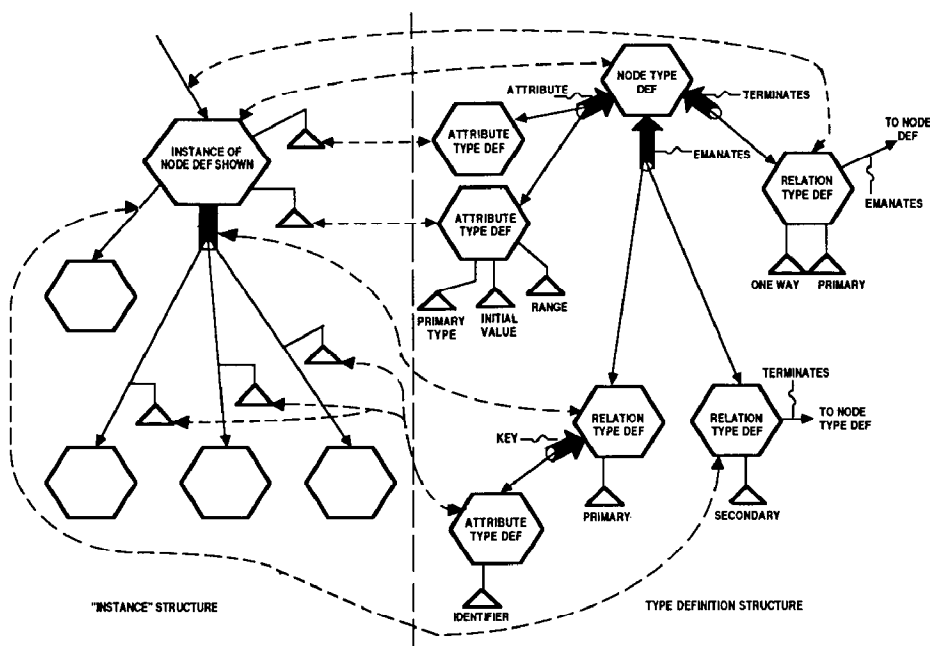 NODE TYPE
DEF
ATTRIBUTE
TERMINATES
TO NODE
DEF
ATTRIBUTE
TYPE DEF
EMANATES
INSTANCE OF
NODE DEF SHOWN
RELATION
TYPE DEF
EMANATES
ATTRIBUTE
TYPE DEF
ONE WAY
PRIMARY
PRIMARY
TYPE
INITIAL
VALUE
RANGE
TERMINATES
RELATION
TYPE DEF
RELATION
TYPE DEF
TO NODE
TYPE DEF
KEY
PRIMARY
SECONDARY
ATTRIBUTE
TYPE DEF
IDENTIFIER
"INSTANCE" STRUCTURE
TYPE DEFINITION STRUCTURE